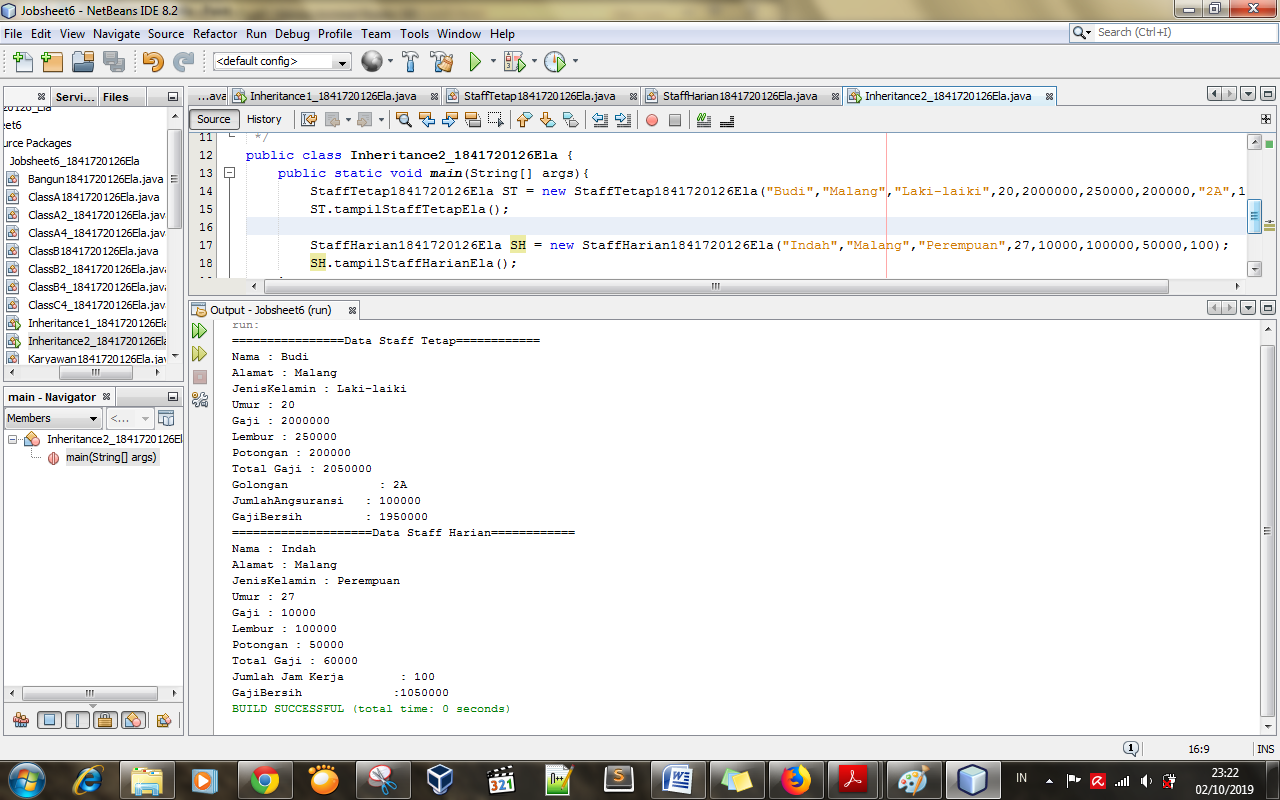 Jobsheet6 - NetBeans IDE 8.2
File Edit View Navigate Source Refactor Run Debug Profile Team Tools Window Help
Search (Ctrl+I)
<default config>
Servi... Files
...ava Inheritance1_1841720126Ela.java StaffTetap1841720126Ela.java StaffHarian1841720126Ela.java Inheritance2_1841720126Ela.java
Source History
et6
urce Packages
Jobsheet6_1841720126Ela
Bangun1841720126Ela.java
ClassA1841720126Ela.java
ClassA2_1841720126Ela.java
ClassA4_1841720126Ela.java
ClassB1841720126Ela.java
ClassB2_1841720126Ela.java
ClassB4_1841720126Ela.java
ClassC4_1841720126Ela.java
Inheritance1_1841720126Ela
Inheritance2_1841720126Ela
Karyawan1841720126Ela.java
11 */
12 public class Inheritance2_1841720126Ela {
13 public static void main(String[] args){
14 StaffTetap1841720126Ela ST = new StaffTetap1841720126Ela("Budi","Malang","Laki-laiki",20,2000000,250000,200000,"2A",1
15 ST.tampilStaffTetapEla();
16
17 StaffHarian1841720126Ela SH = new StaffHarian1841720126Ela("Indah","Malang","Perempuan",27,10000,100000,50000,100);
18 SH.tampilStaffHarianEla();
main - Navigator
Members
<...
Inheritance2_1841720126El
main(String[] args)
Output - Jobsheet6 (run)
run:
================Data Staff Tetap============
Nama : Budi
Alamat : Malang
JenisKelamin : Laki-laiki
Umur : 20
Gaji : 2000000
Lembur : 250000
Potongan : 200000
Total Gaji : 2050000
Golongan : 2A
JumlahAngsuransi : 100000
GajiBersih : 1950000
====================Data Staff Harian============
Nama : Indah
Alamat : Malang
JenisKelamin : Perempuan
Umur : 27
Gaji : 10000
Lembur : 100000
Potongan : 50000
Total Gaji : 60000
Jumlah Jam Kerja : 100
GajiBersih :1050000
BUILD SUCCESSFUL (total time: 0 seconds)
1
16:9 INS
321
IN
23:22
02/10/2019